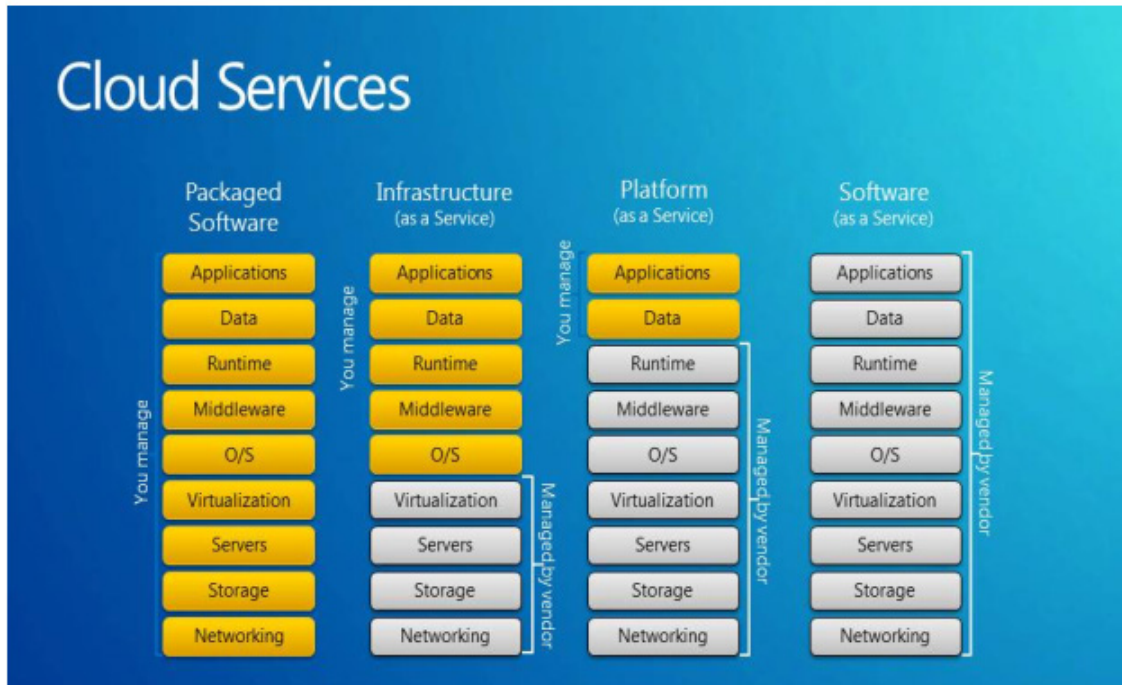 Cloud Services
Packaged
Software
You manage
Applications
Data
Runtime
Middleware
O/S
Virtualization
Servers
Storage
Networking
Infrastructure
(as a Service)
You manage
Applications
Data
Runtime
Middleware
O/S
Virtualization
Servers
Storage
Networking
Managed by vendor
Platform
(as a Service)
You manage
Applications
Data
Runtime
Middleware
O/S
Virtualization
Servers
Storage
Networking
Managed by vendor
Software
(as a Service)
Applications
Data
Runtime
Middleware
O/S
Virtualization
Servers
Storage
Networking
Managed by vendor